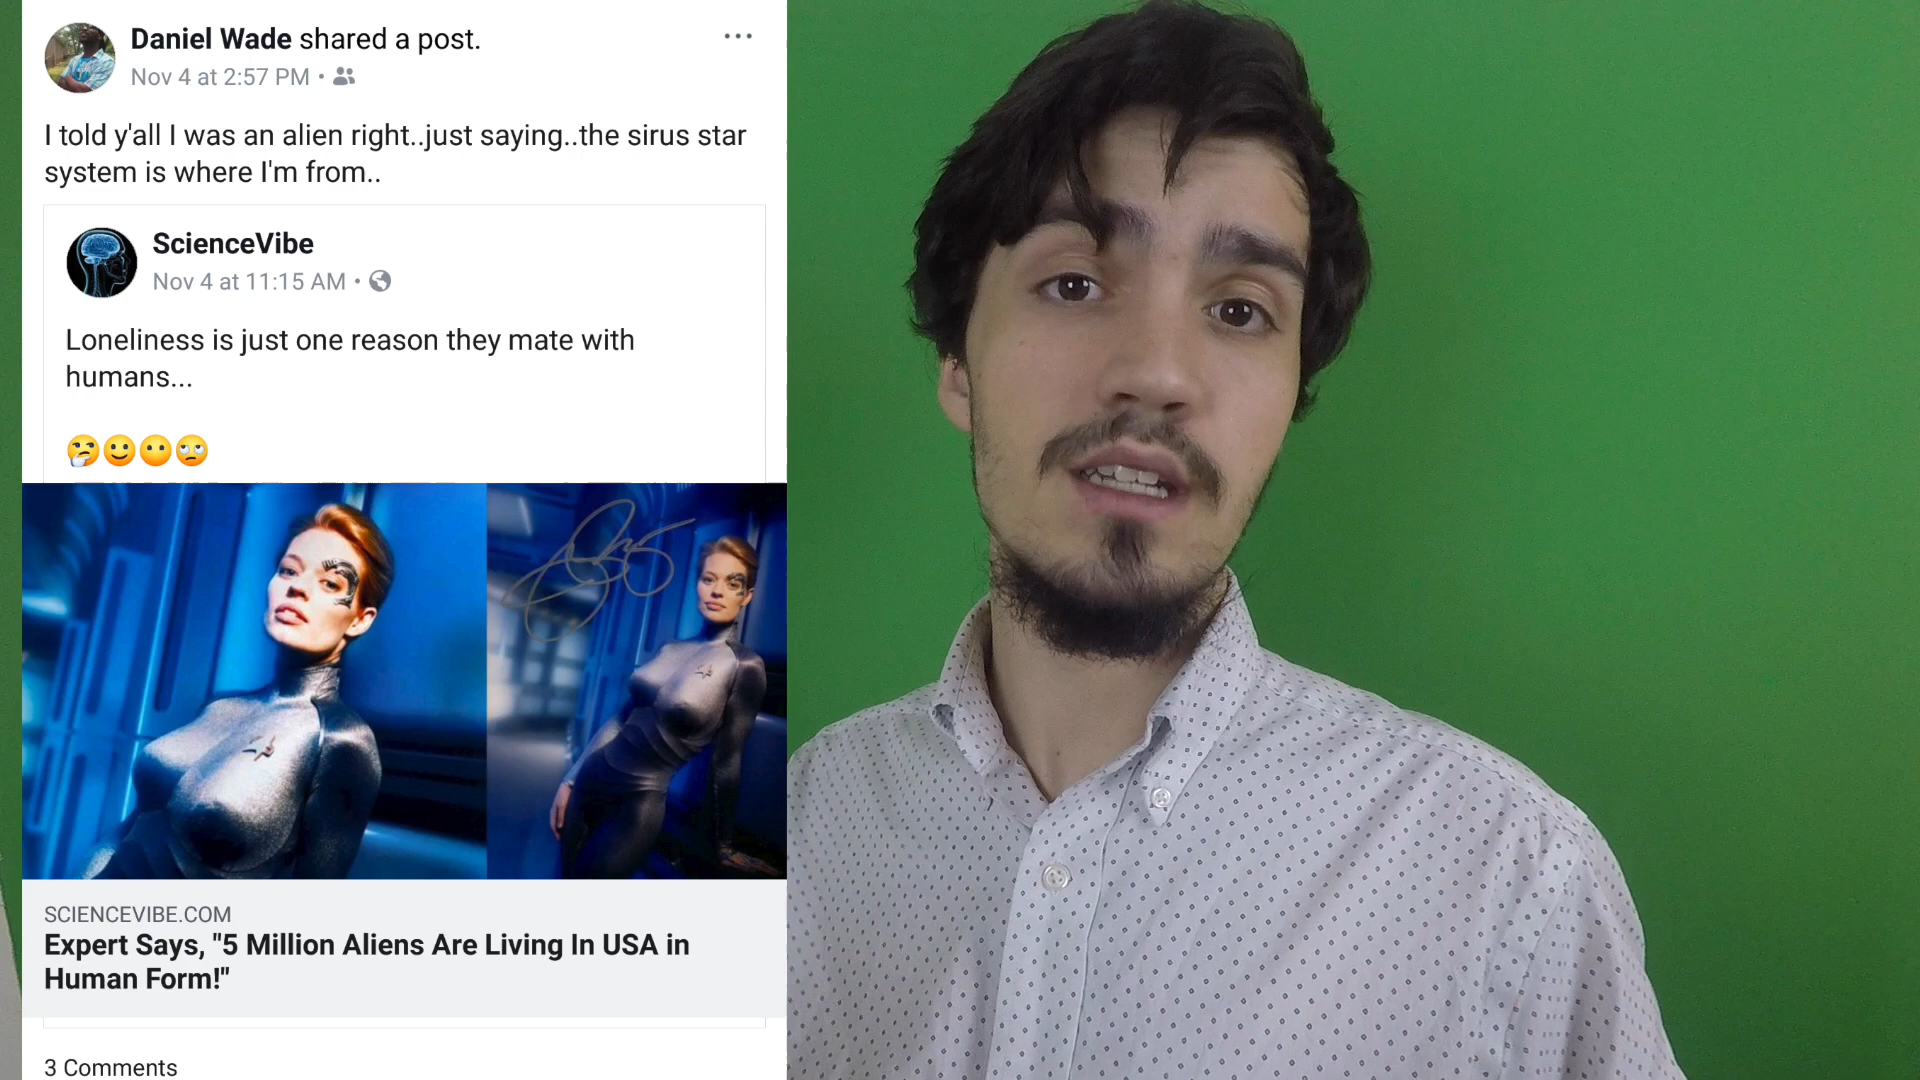 Daniel Wade shared a post.
Nov 4 at 2:57 PM •
I told y'all I was an alien right..just saying..the sirus star
system is where I'm from..
ScienceVibe
Nov 4 at 11:15 AM •
Loneliness is just one reason they mate with
humans...
SCIENCEVIBE.COM
Expert Says, "5 Million Aliens Are Living In USA in
Human Form!"
3 Comments